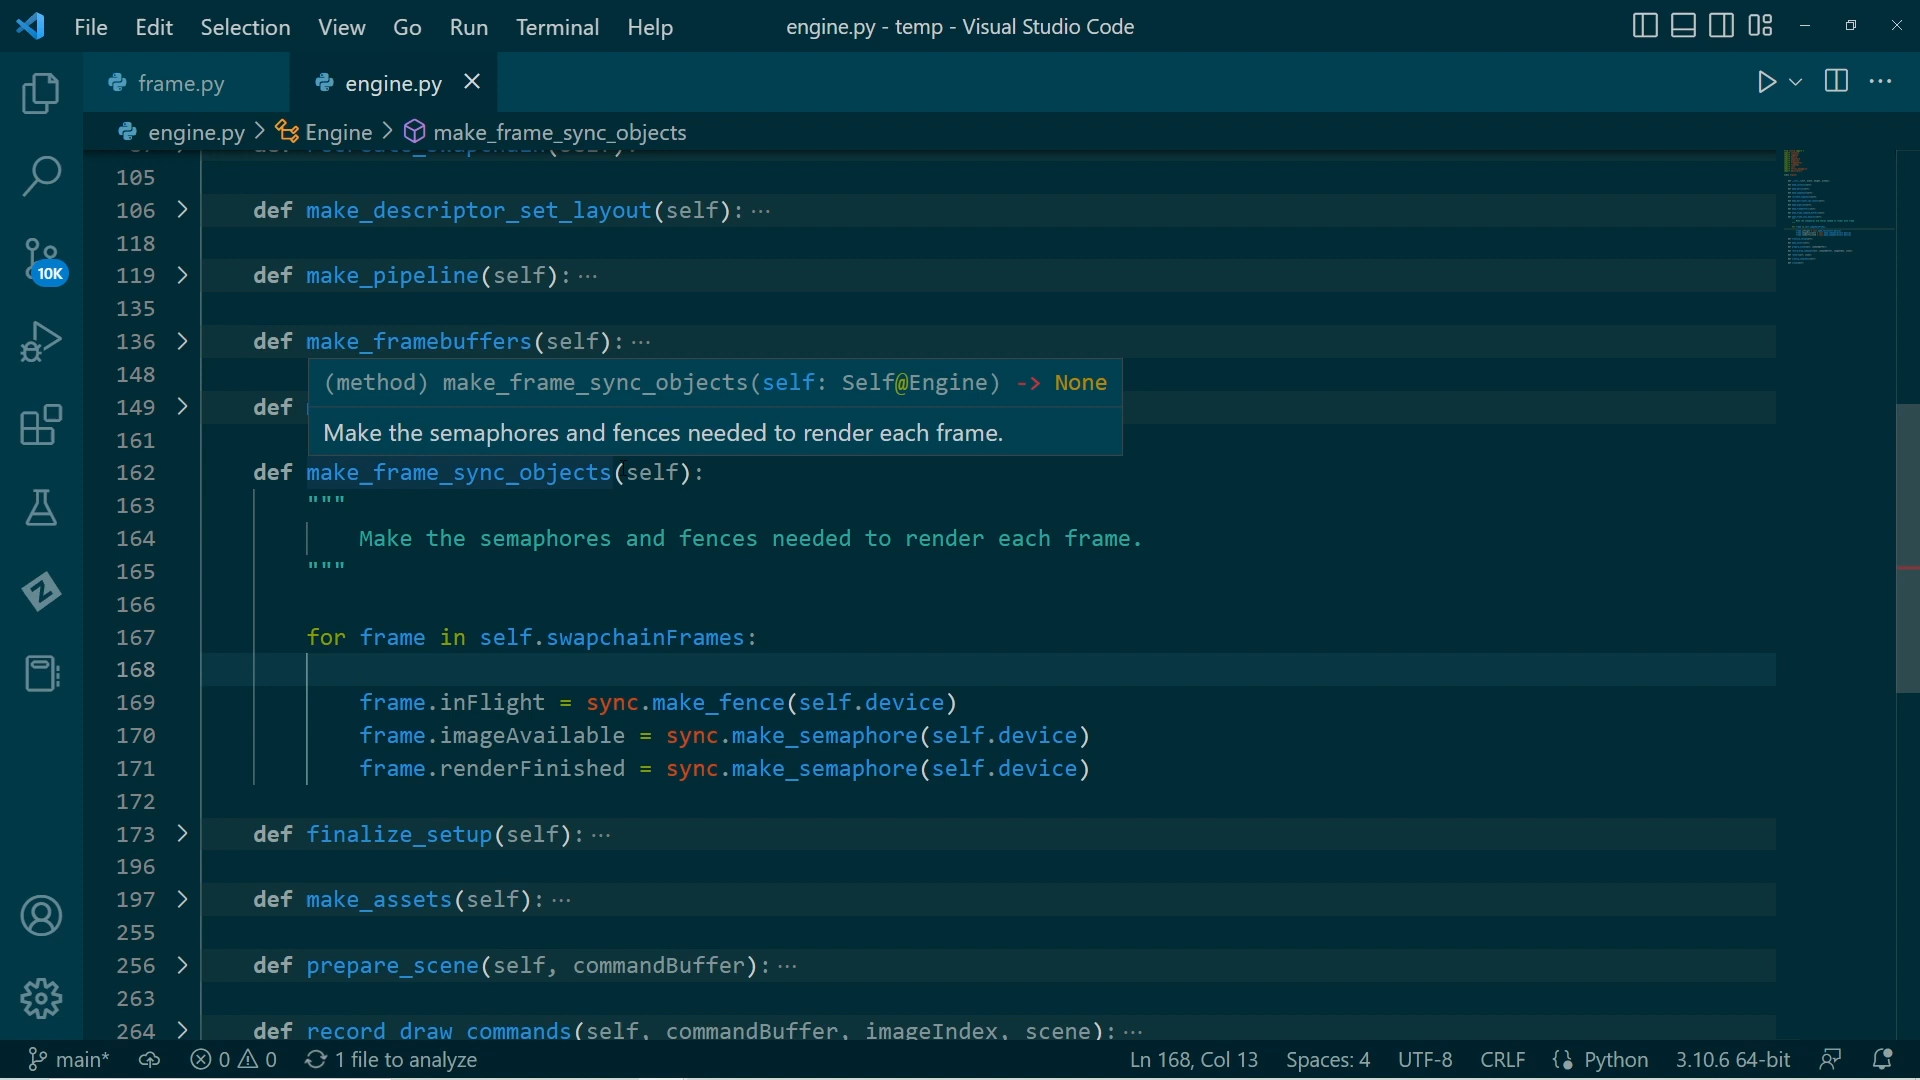 File Edit Selection View Go Run Terminal Help engine.py - temp - Visual Studio Code
frame.py engine.py
engine.py > Engine > make_frame_sync_objects
105
106 def make_descriptor_set_layout(self):···
118
119 def make_pipeline(self):···
135
136 def make_framebuffers(self):···
148
(method) make_frame_sync_objects(self: Self@Engine) -> None
149 def
Make the semaphores and fences needed to render each frame.
161
162 def make_frame_sync_objects(self):
163 """
164 Make the semaphores and fences needed to render each frame.
165 """
166
167 for frame in self.swapchainFrames:
168
169 frame.inFlight = sync.make_fence(self.device)
170 frame.imageAvailable = sync.make_semaphore(self.device)
171 frame.renderFinished = sync.make_semaphore(self.device)
172
173 def finalize_setup(self):···
196
197 def make_assets(self):···
255
256 def prepare_scene(self, commandBuffer):···
263
264 def record_draw_commands(self, commandBuffer, imageIndex, scene):···
10K
main* 0 0 1 file to analyze Ln 168, Col 13 Spaces: 4 UTF-8 CRLF Python 3.10.6 64-bit